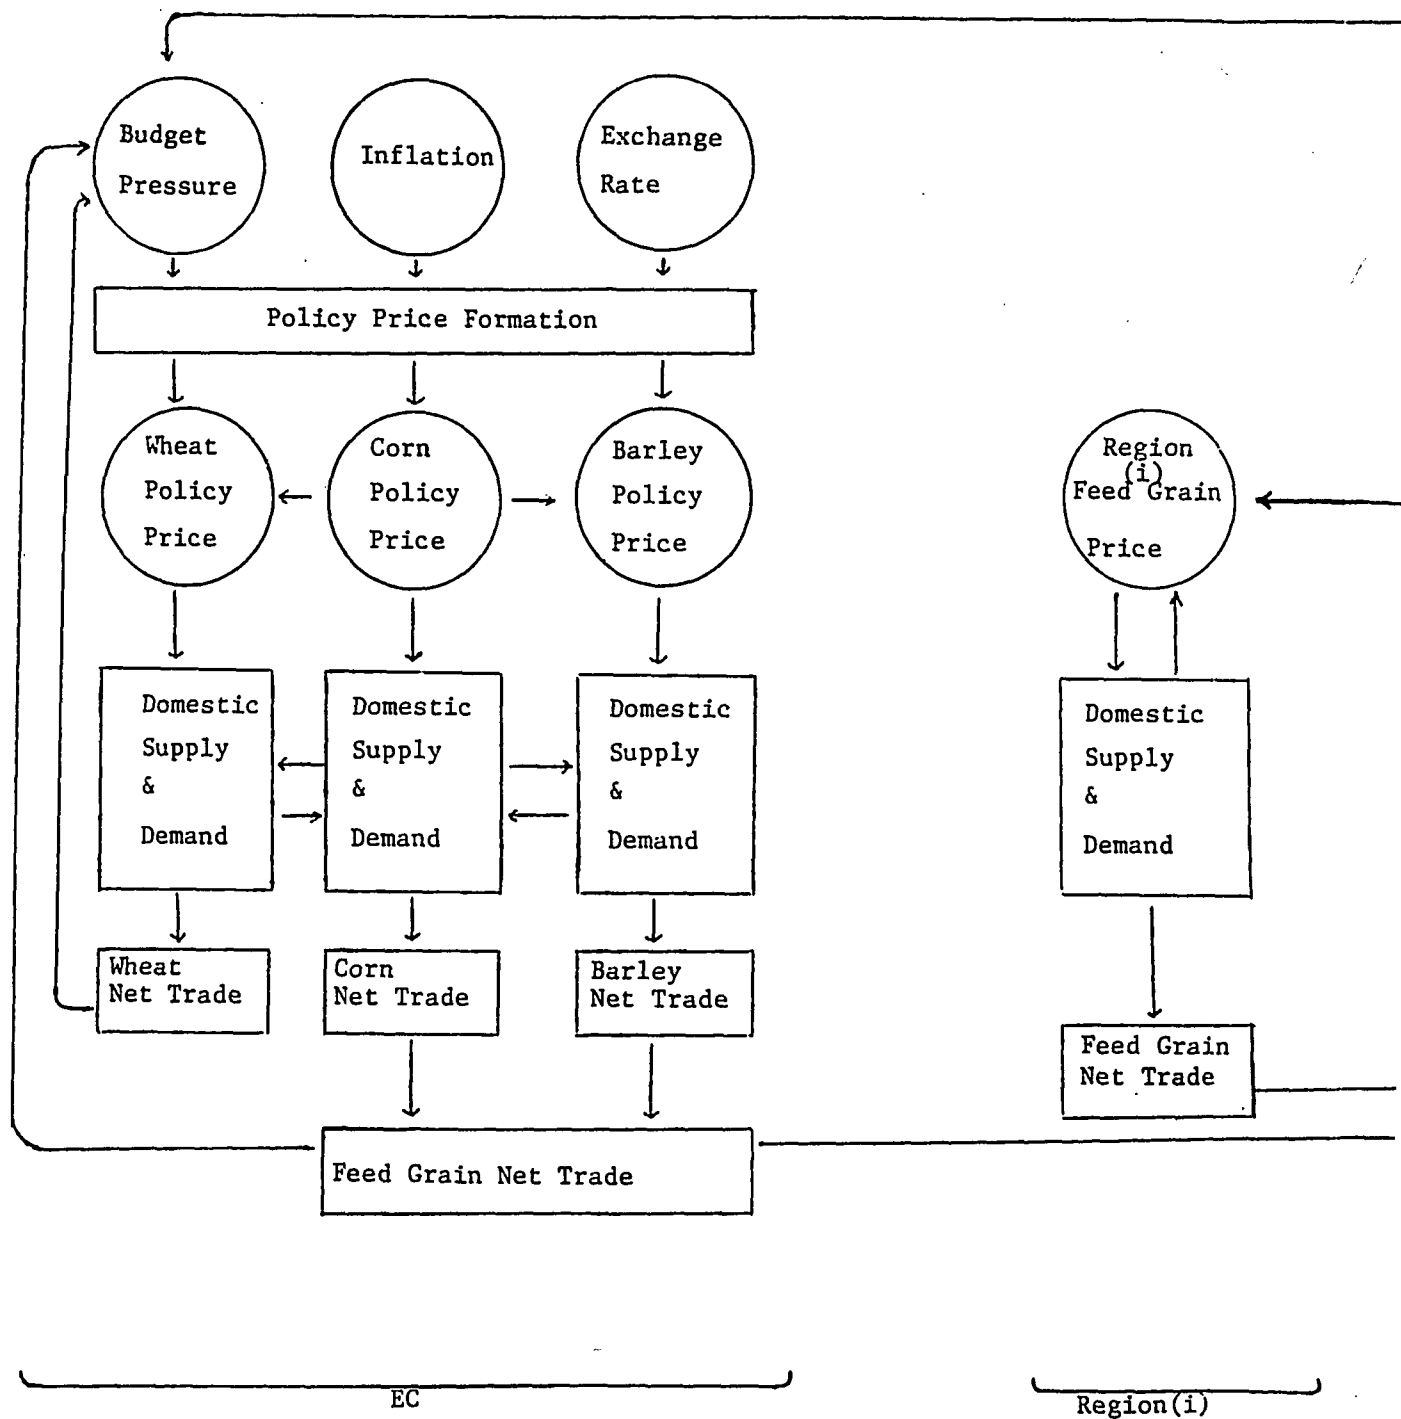 Budget
Pressure
Inflation
Exchange
Rate
Policy Price Formation
Wheat
Policy
Price
Corn
Policy
Price
Barley
Policy
Price
Region
(i)
Feed Grain
Price
Domestic
Supply
&
Demand
Domestic
Supply
&
Demand
Domestic
Supply
&
Demand
Domestic
Supply
&
Demand
Wheat
Net Trade
Corn
Net Trade
Barley
Net Trade
Feed Grain
Net Trade
Feed Grain Net Trade
EC
Region(i)